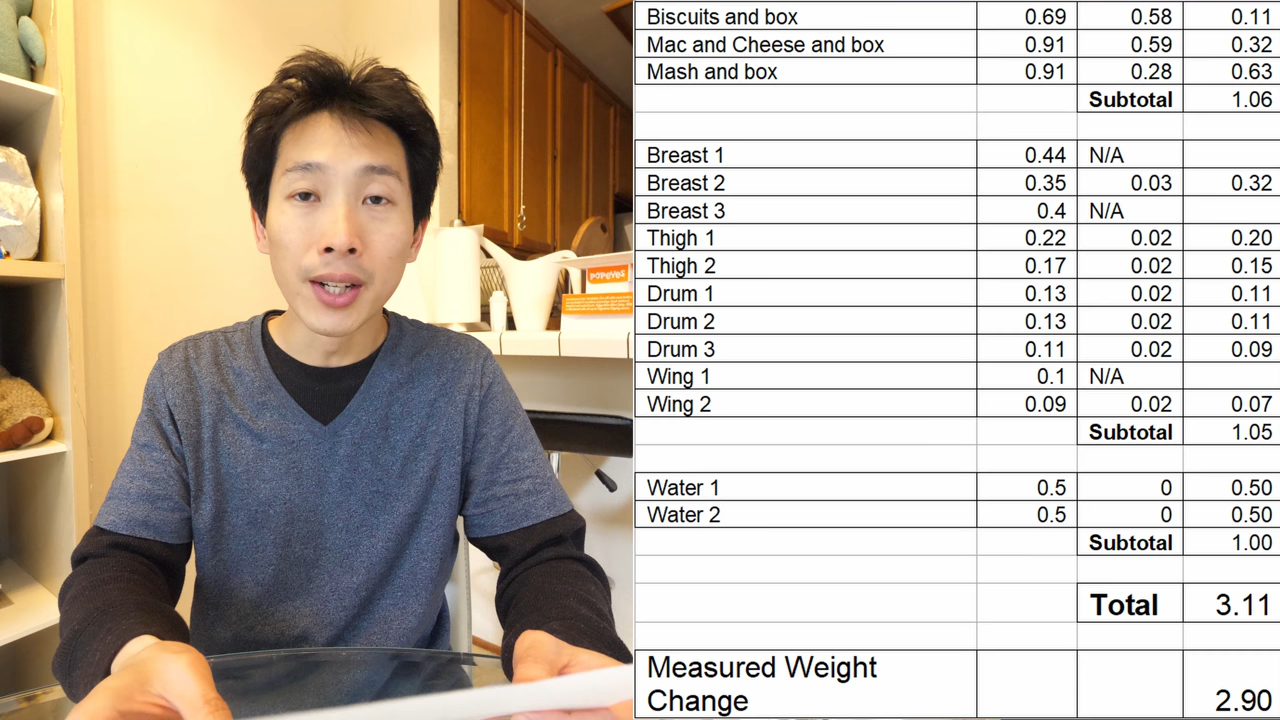 Biscuits and box 0.69 0.58 0.11
Mac and Cheese and box 0.91 0.59 0.32
Mash and box 0.91 0.28 0.63
Subtotal 1.06
Breast 1 0.44 N/A
Breast 2 0.35 0.03 0.32
Breast 3 0.4 N/A
Thigh 1 0.22 0.02 0.20
Thigh 2 0.17 0.02 0.15
Drum 1 0.13 0.02 0.11
Drum 2 0.13 0.02 0.11
Drum 3 0.11 0.02 0.09
Wing 1 0.1 N/A
Wing 2 0.09 0.02 0.07
Subtotal 1.05
Water 1 0.5 0 0.50
Water 2 0.5 0 0.50
Subtotal 1.00
Total 3.11
Measured Weight
Change 2.90
POPEYES